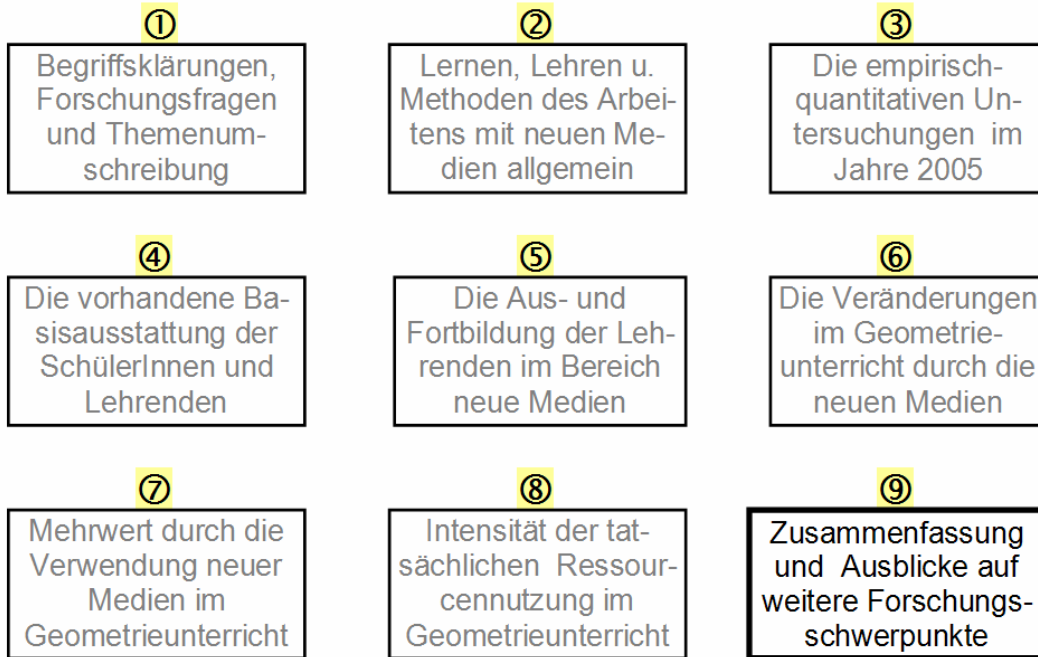 ①
Begriffsklärungen,
Forschungsfragen
und Themenum-
schreibung
②
Lernen, Lehren u.
Methoden des Arbei-
tens mit neuen Me-
dien allgemein
③
Die empirisch-
quantitativen Un-
tersuchungen im
Jahre 2005
④
Die vorhandene Ba-
sisausstattung der
SchülerInnen und
Lehrenden
⑤
Die Aus- und
Fortbildung der Leh-
renden im Bereich
neue Medien
⑥
Die Veränderungen
im Geometrie-
unterricht durch die
neuen Medien
⑦
Mehrwert durch die
Verwendung neuer
Medien im
Geometrieunterricht
⑧
Intensität der tat-
sächlichen Ressour-
cennutzung im
Geometrieunterricht
⑨
Zusammenfassung
und Ausblicke auf
weitere Forschungs-
schwerpunkte